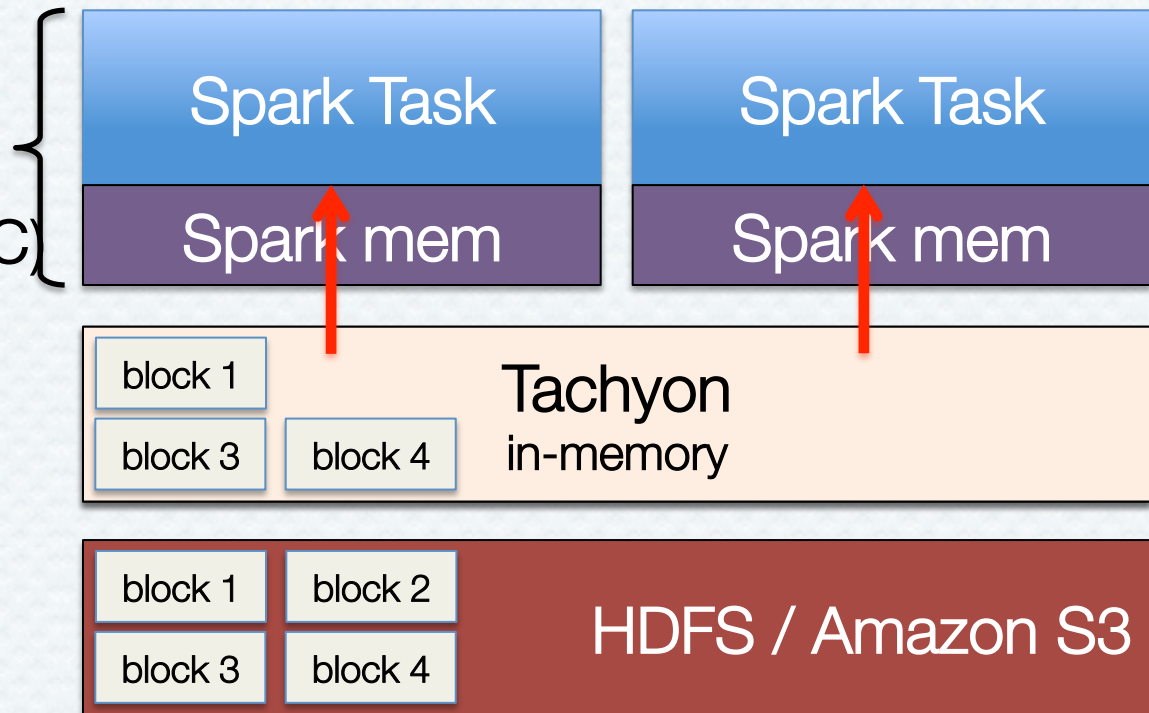 Spark Task
Spark Task
C)
Spark mem
Spark mem
block 1
Tachyon
block 3
block 4
in-memory
block 1
block 2
HDFS / Amazon S3
block 3
block 4